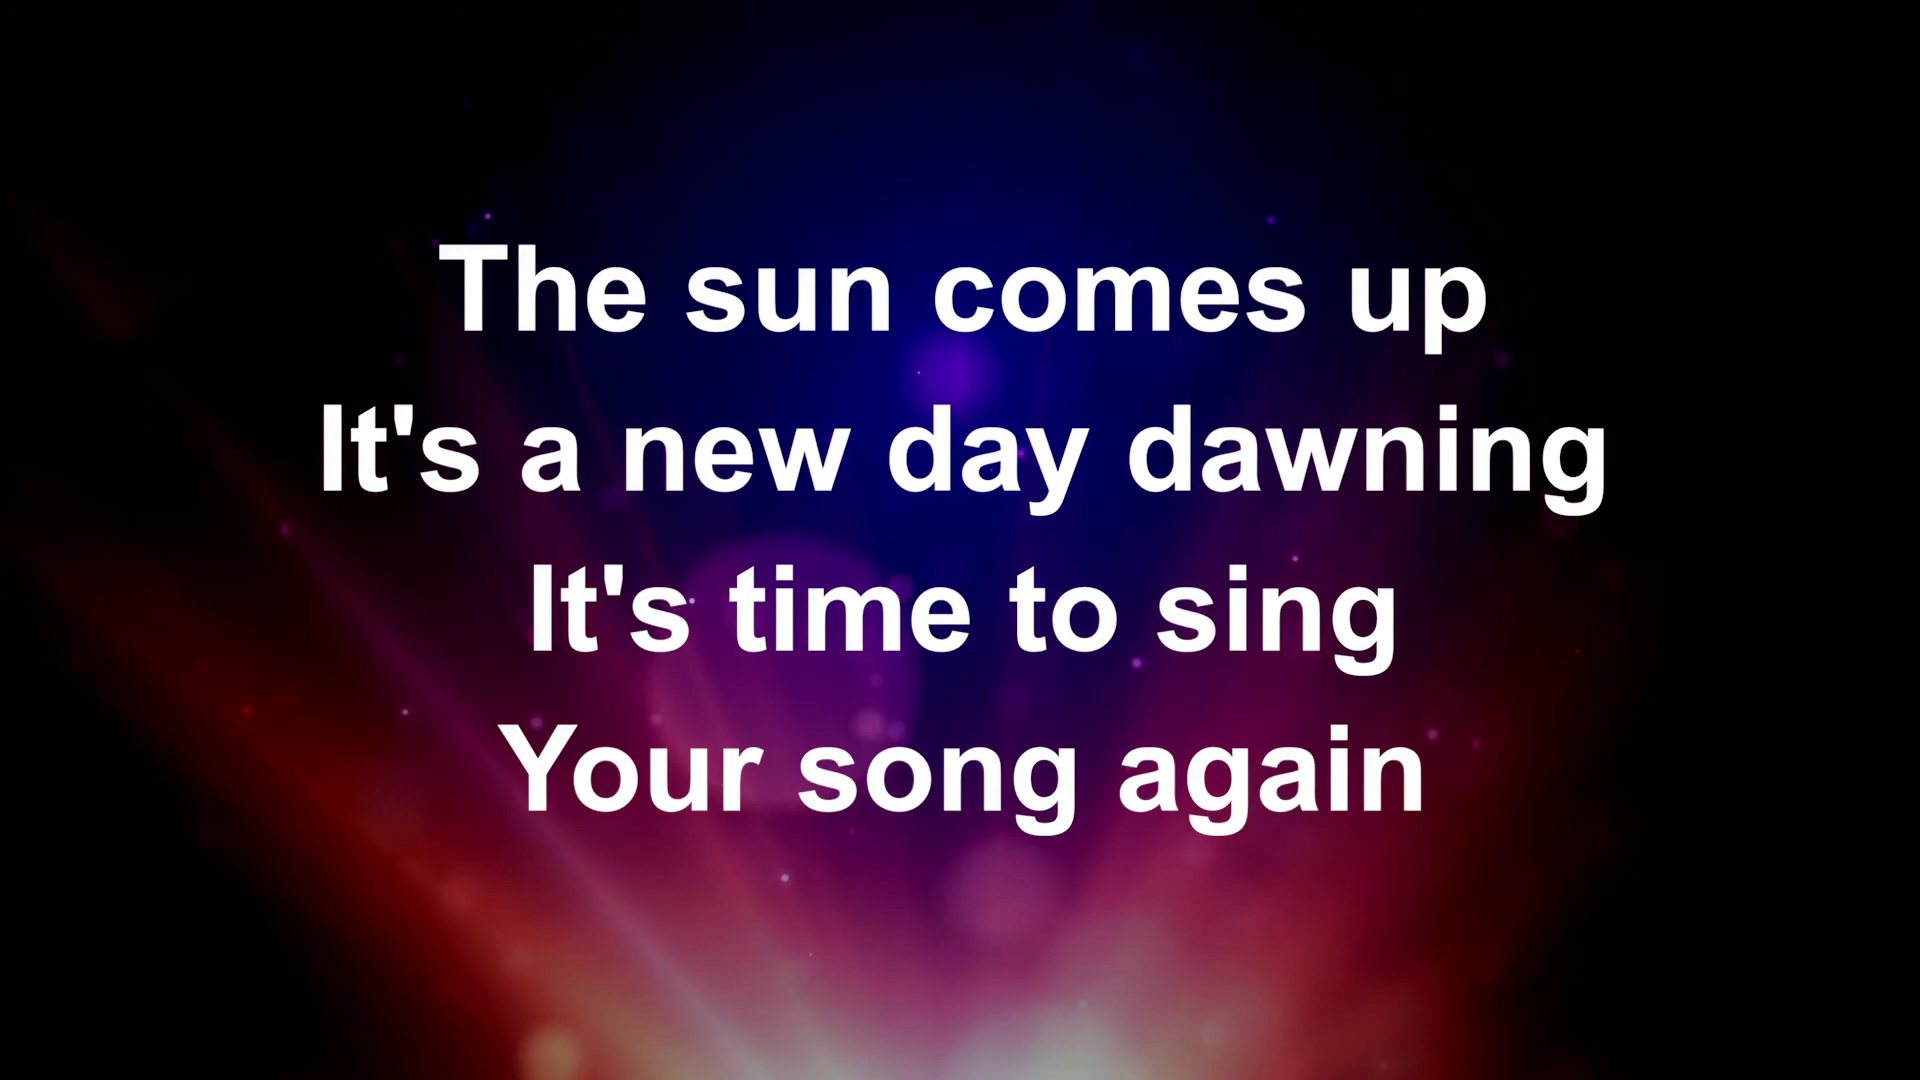 The sun comes up
It's a new day dawning
It's time to sing
Your song again